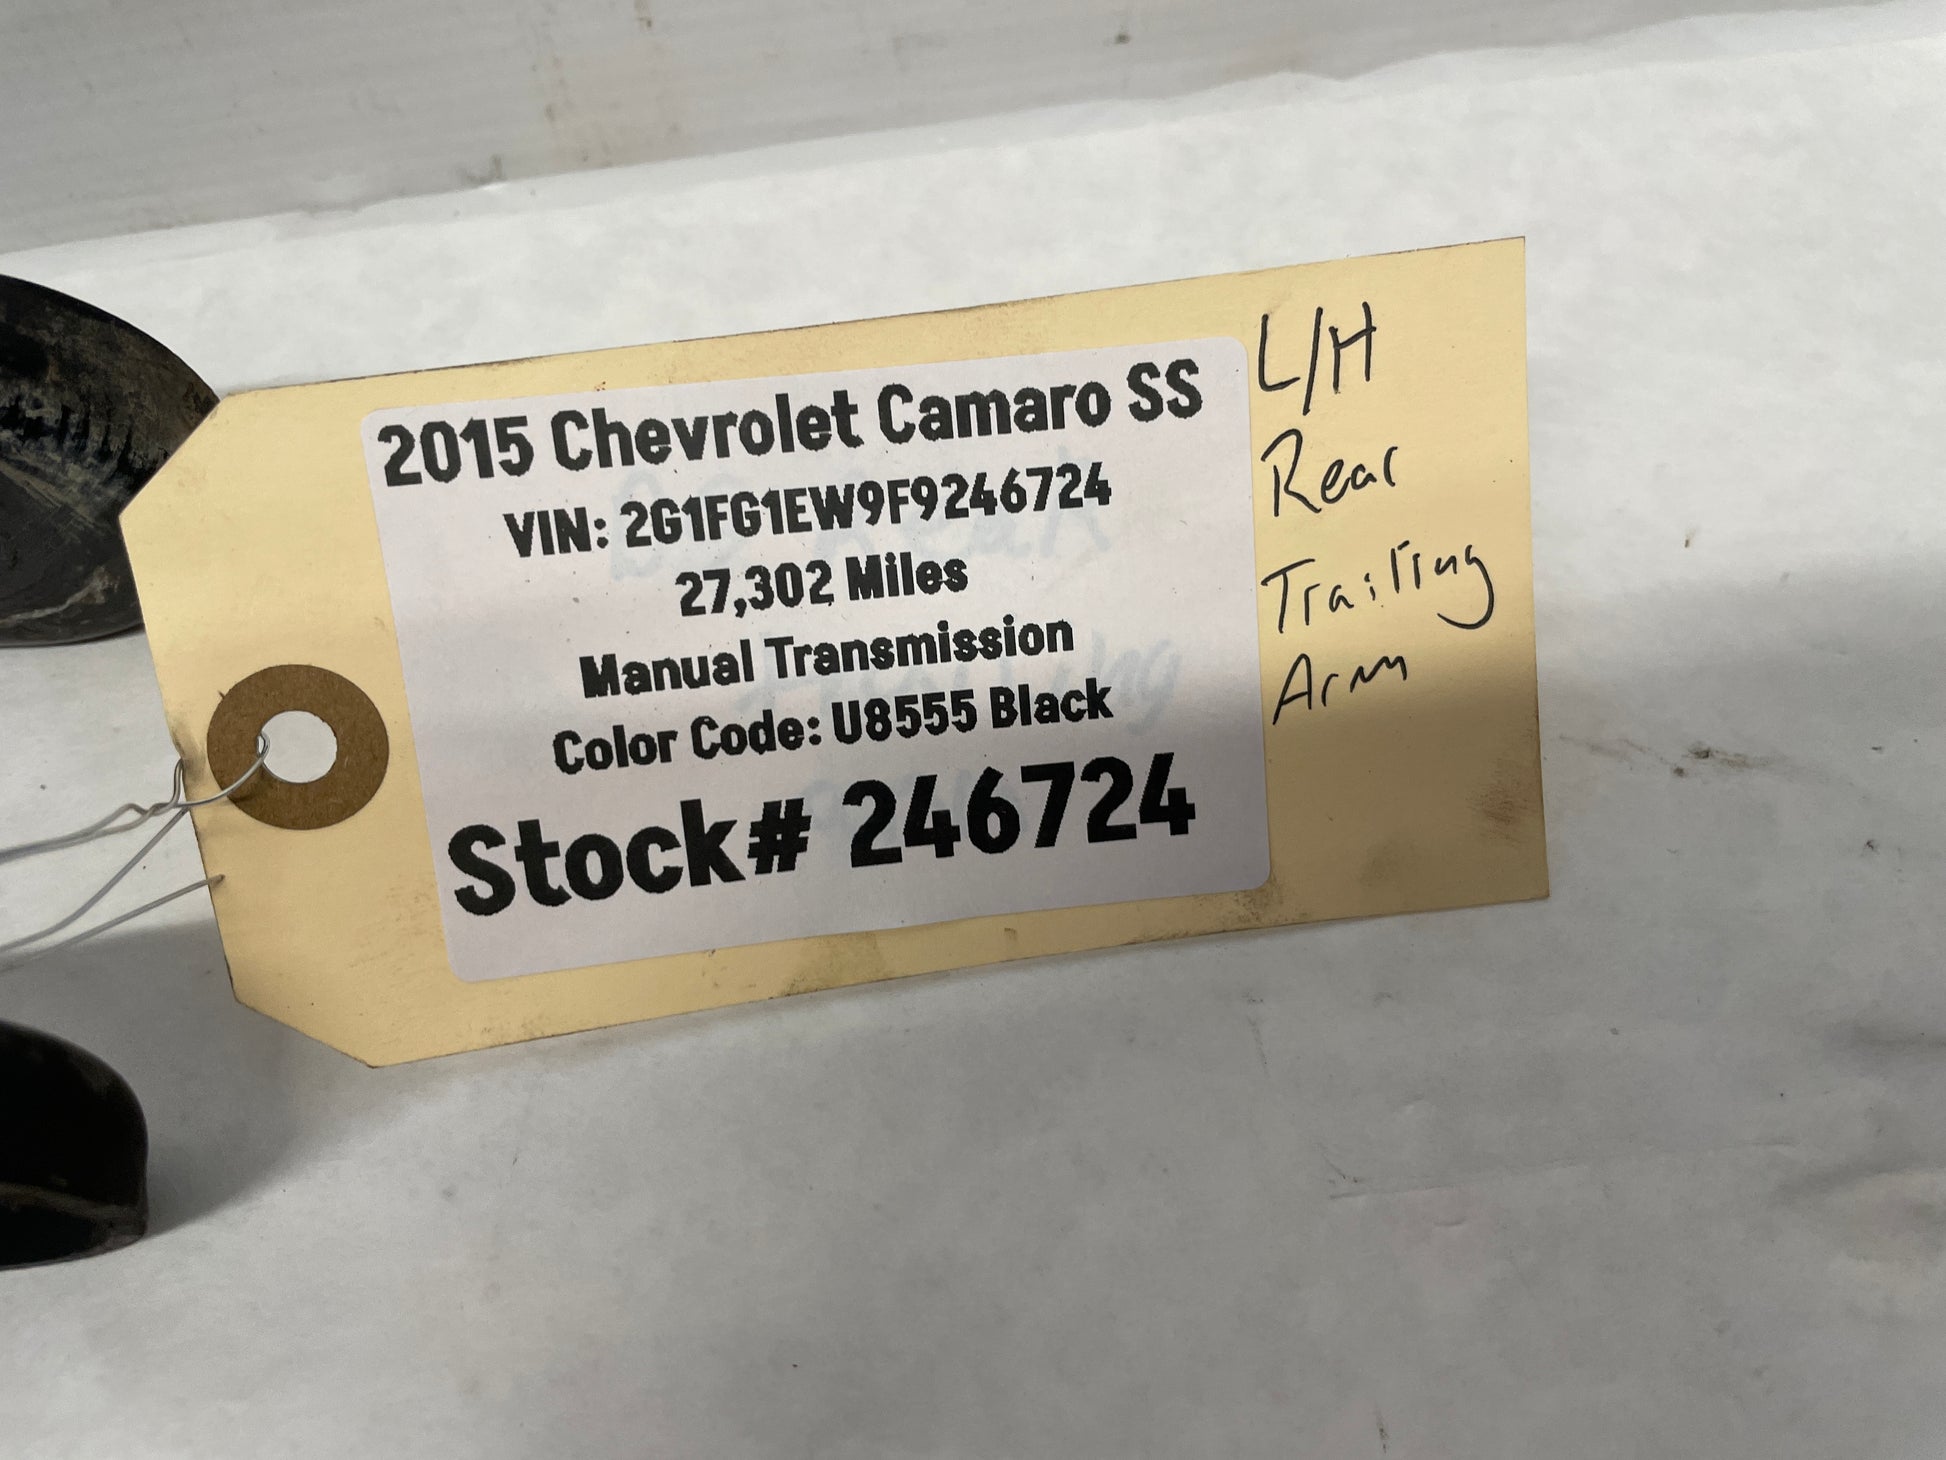 2015 Chevrolet Camaro SS
VIN: 2G1FG1EW9F9246724
27,302 Miles
Manual Transmission
Color Code: U8555 Black
Stock# 246724
L/H
Rear
Trailing
Arm